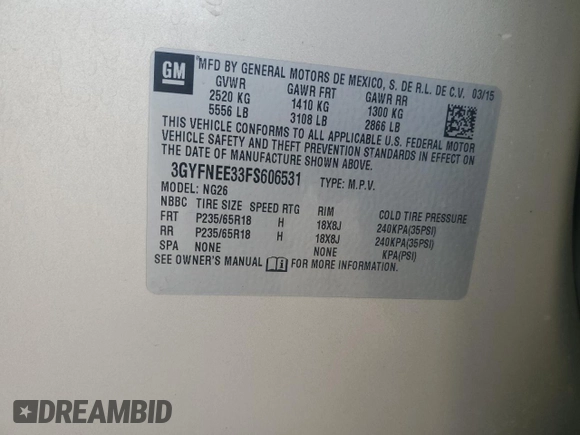 GM MFD BY GENERAL MOTORS DE MEXICO, S. DE R.L. DE C.V. 03/15
GVWR GAWR FRT GAWR RR
2520 KG 1410 KG 1300 KG
5556 LB 3108 LB 2866 LB
THIS VEHICLE CONFORMS TO ALL APPLICABLE U.S. FEDERAL MOTOR
VEHICLE SAFETY AND THEFT PREVENTION STANDARDS IN EFFECT ON
THE DATE OF MANUFACTURE SHOWN ABOVE.
3GYFNEE33FS606531 TYPE: M.P.V.
MODEL: NG26
NBBC TIRE SIZE SPEED RTG RIM COLD TIRE PRESSURE
FRT P235/65R18 H 18X8J 240KPA(35PSI)
RR P235/65R18 H 18X8J 240KPA(35PSI)
SPA NONE NONE KPA(PSI)
SEE OWNER'S MANUAL FOR MORE INFORMATION.
DREAMBID